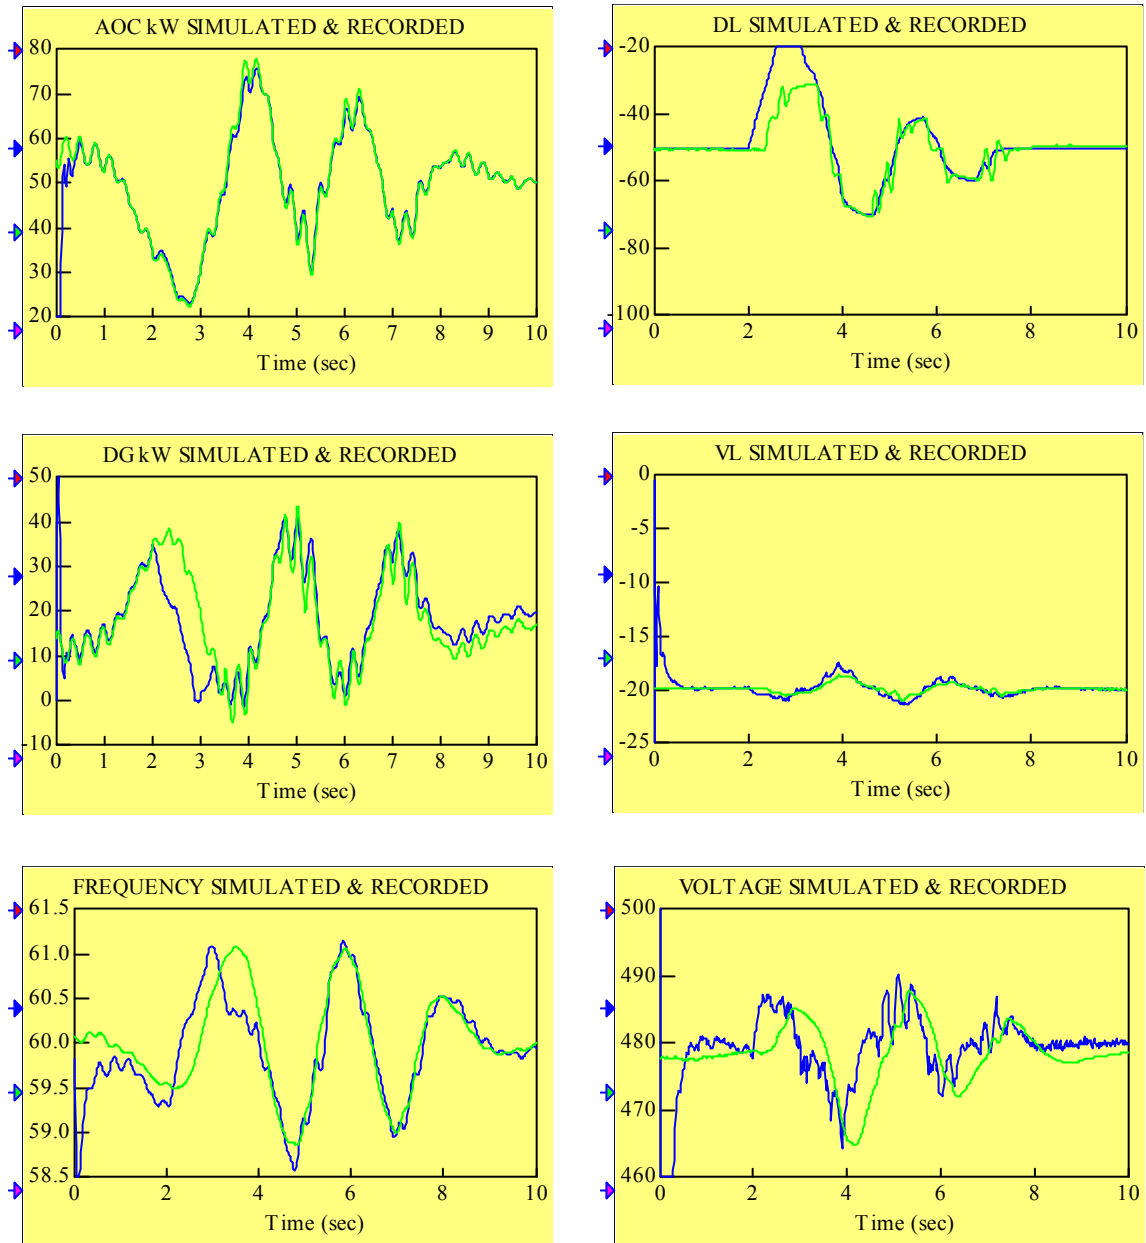 AOC kW SIMULATED & RECORDED
80
70
60
50
40
30
20
0 1 2 3 4 5 6 7 8 9 10
Time (sec)
DL SIMULATED & RECORDED
-20
-40
-60
-80
-100
0 2 4 6 8 10
Time (sec)
DG kW SIMULATED & RECORDED
50
40
30
20
10
0
-10
0 1 2 3 4 5 6 7 8 9 10
Time (sec)
VL SIMULATED & RECORDED
0
-5
-10
-15
-20
-25
0 2 4 6 8 10
Time (sec)
FREQUENCY SIMULATED & RECORDED
61.5
61.0
60.5
60.0
59.5
59.0
58.5
0 2 4 6 8 10
Time (sec)
VOLTAGE SIMULATED & RECORDED
500
490
480
470
460
0 2 4 6 8 10
Time (sec)